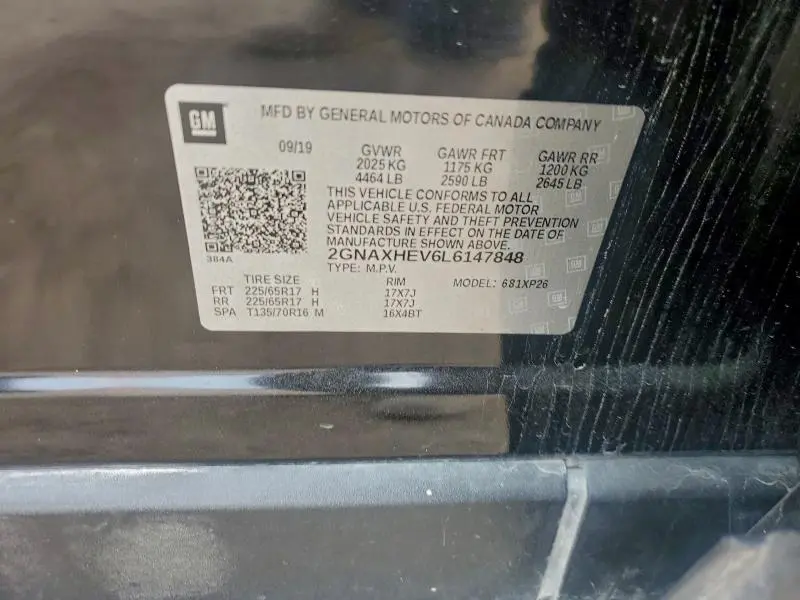 GM
MFD BY GENERAL MOTORS OF CANADA COMPANY
09/19 GVWR GAWR FRT GAWR RR
2025 KG 1175 KG 1200 KG
4464 LB 2590 LB 2645 LB
THIS VEHICLE CONFORMS TO ALL
APPLICABLE U.S. FEDERAL MOTOR
VEHICLE SAFETY AND THEFT PREVENTION
STANDARDS IN EFFECT ON THE DATE OF
MANUFACTURE SHOWN ABOVE.
384A
2GNAXHEV6L6147848
TYPE: M.P.V. MODEL: 681XP26
TIRE SIZE RIM
FRT 225/65R17 H 17X7J
RR 225/65R17 H 17X7J
SPA T135/70R16 M 16X4BT